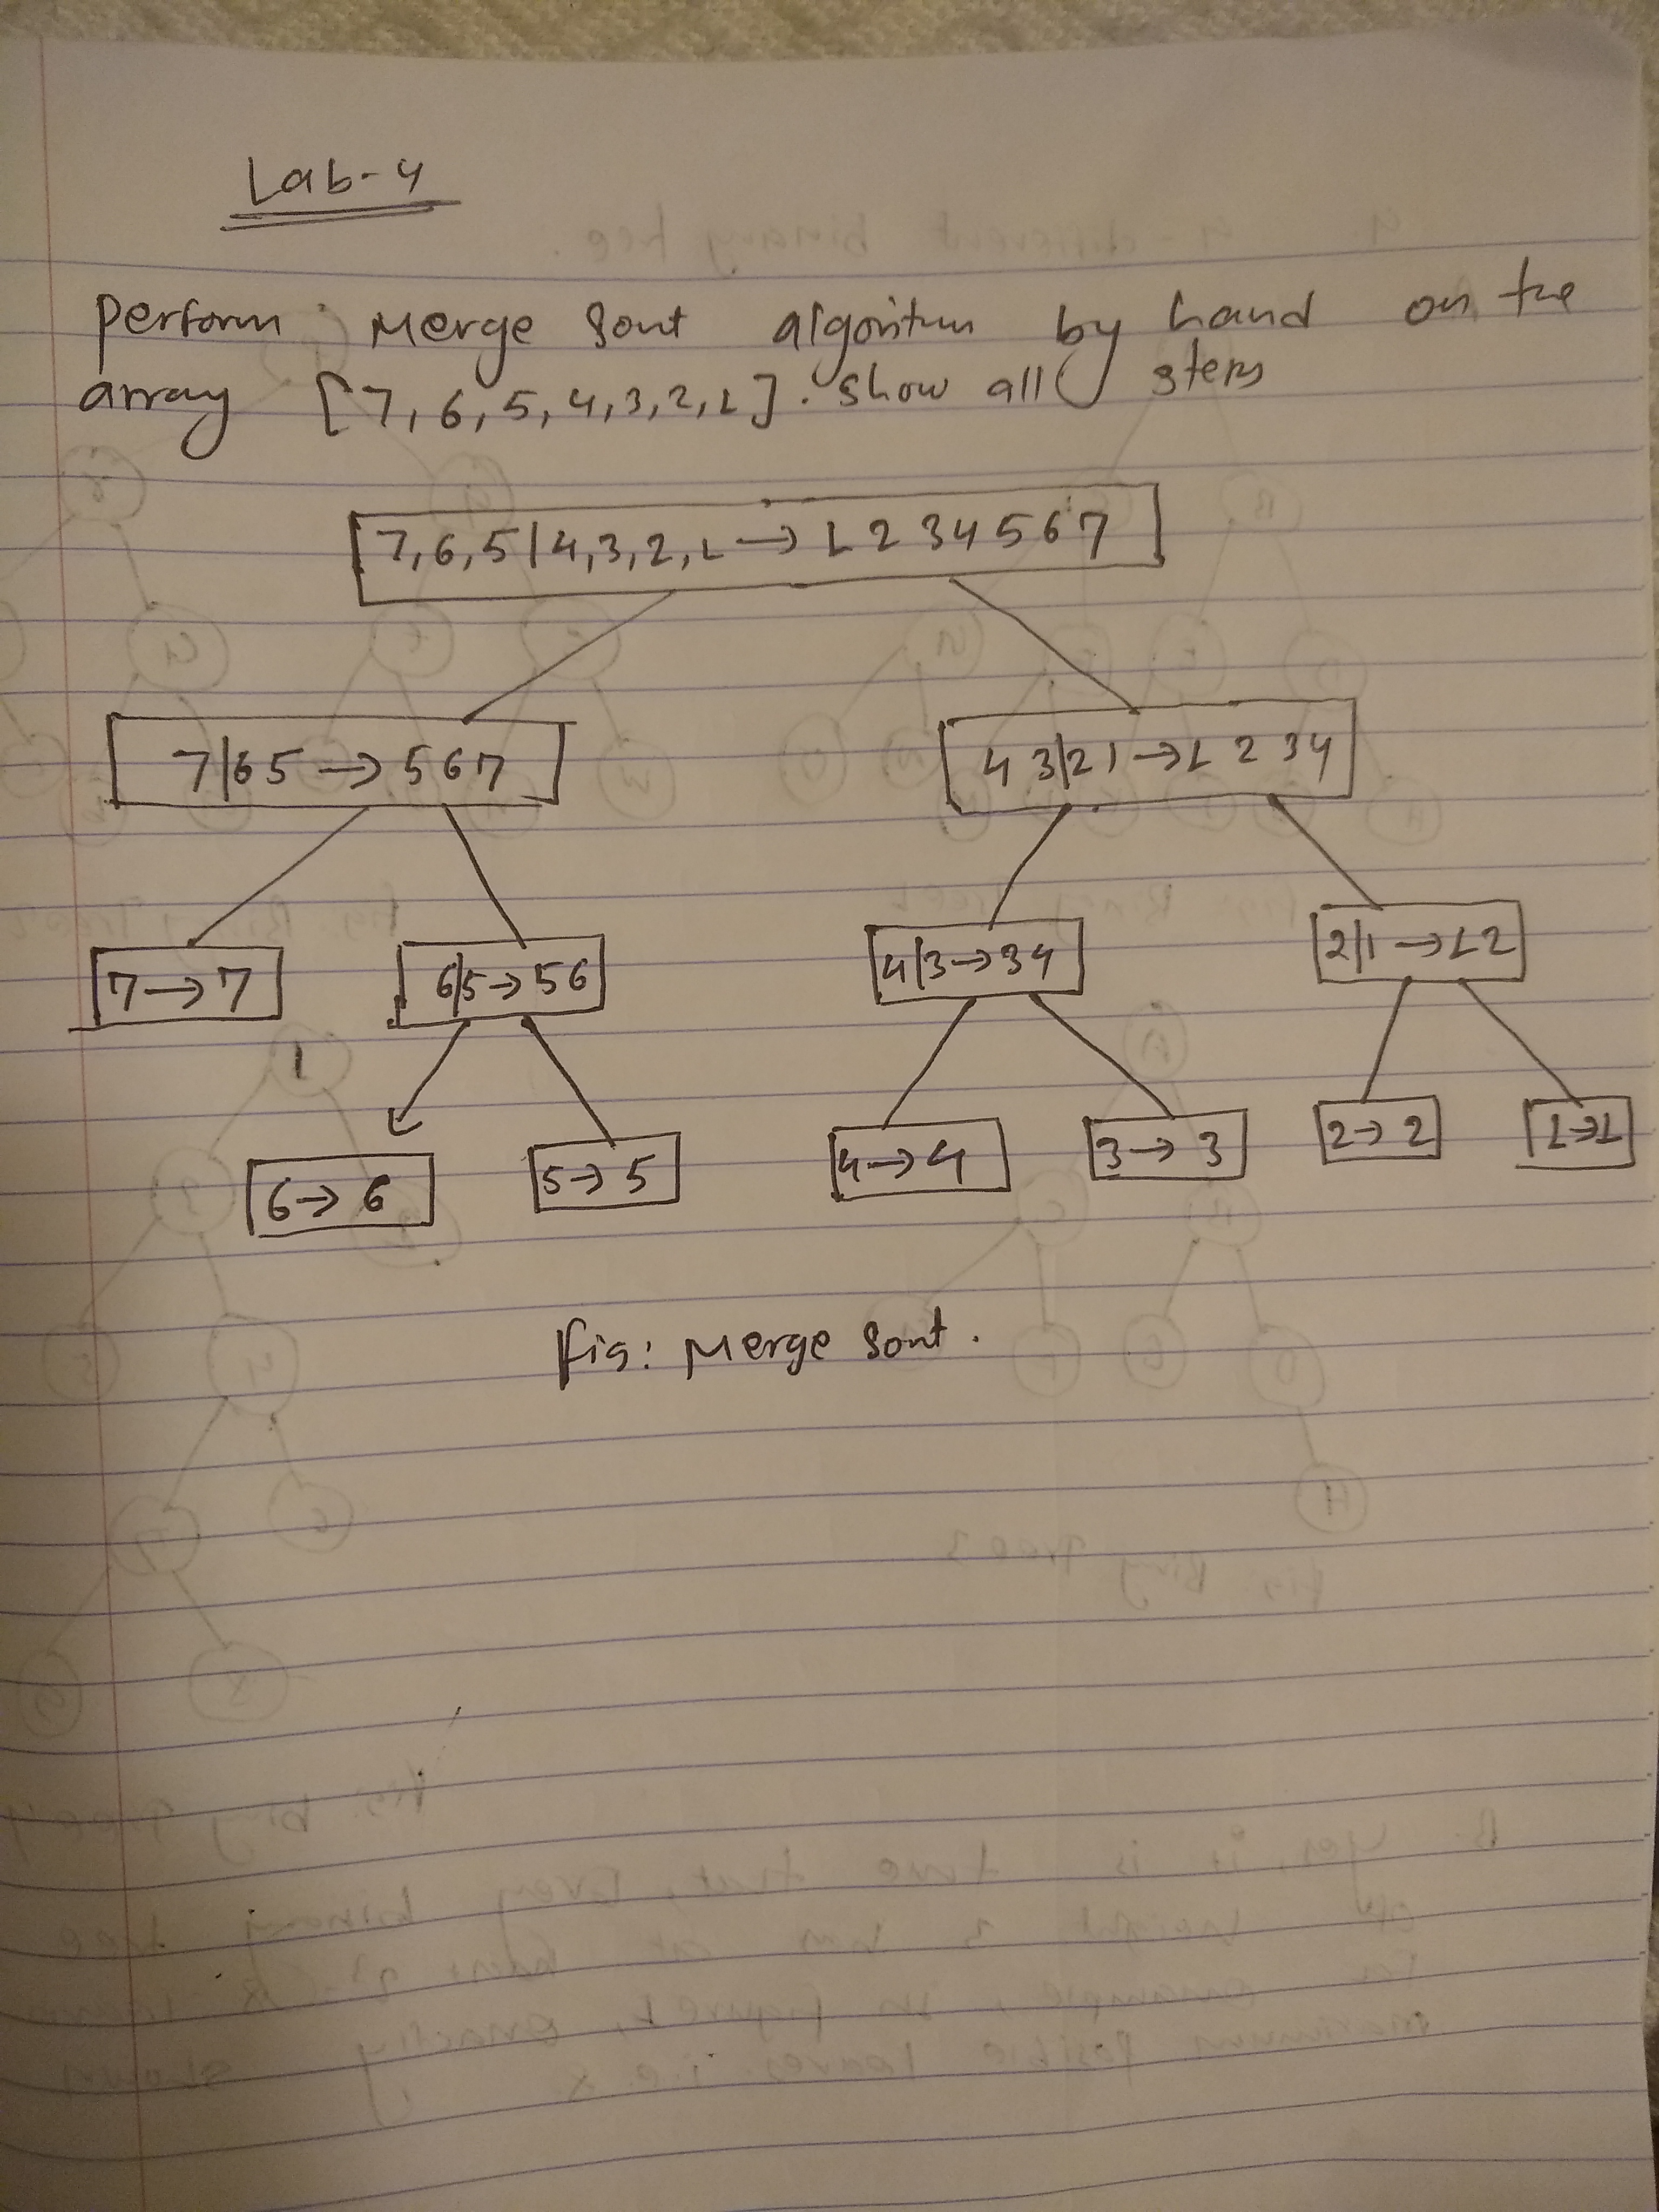 Lab-4
Perform Merge Sort algoritm by hand on the
array [7, 6, 5, 4, 3, 2, 1]. Show all steps
7, 6, 5 | 4, 3, 2, 1 → 1 2 3 4 5 6 7
7|6 5 → 5 6 7
4 3|2 1 → 1 2 3 4
7 → 7
6|5 → 5 6
4|3 → 3 4
2|1 → 1 2
6 → 6
5 → 5
4 → 4
3 → 3
2 → 2
1 → 1
fig: Merge Sort.